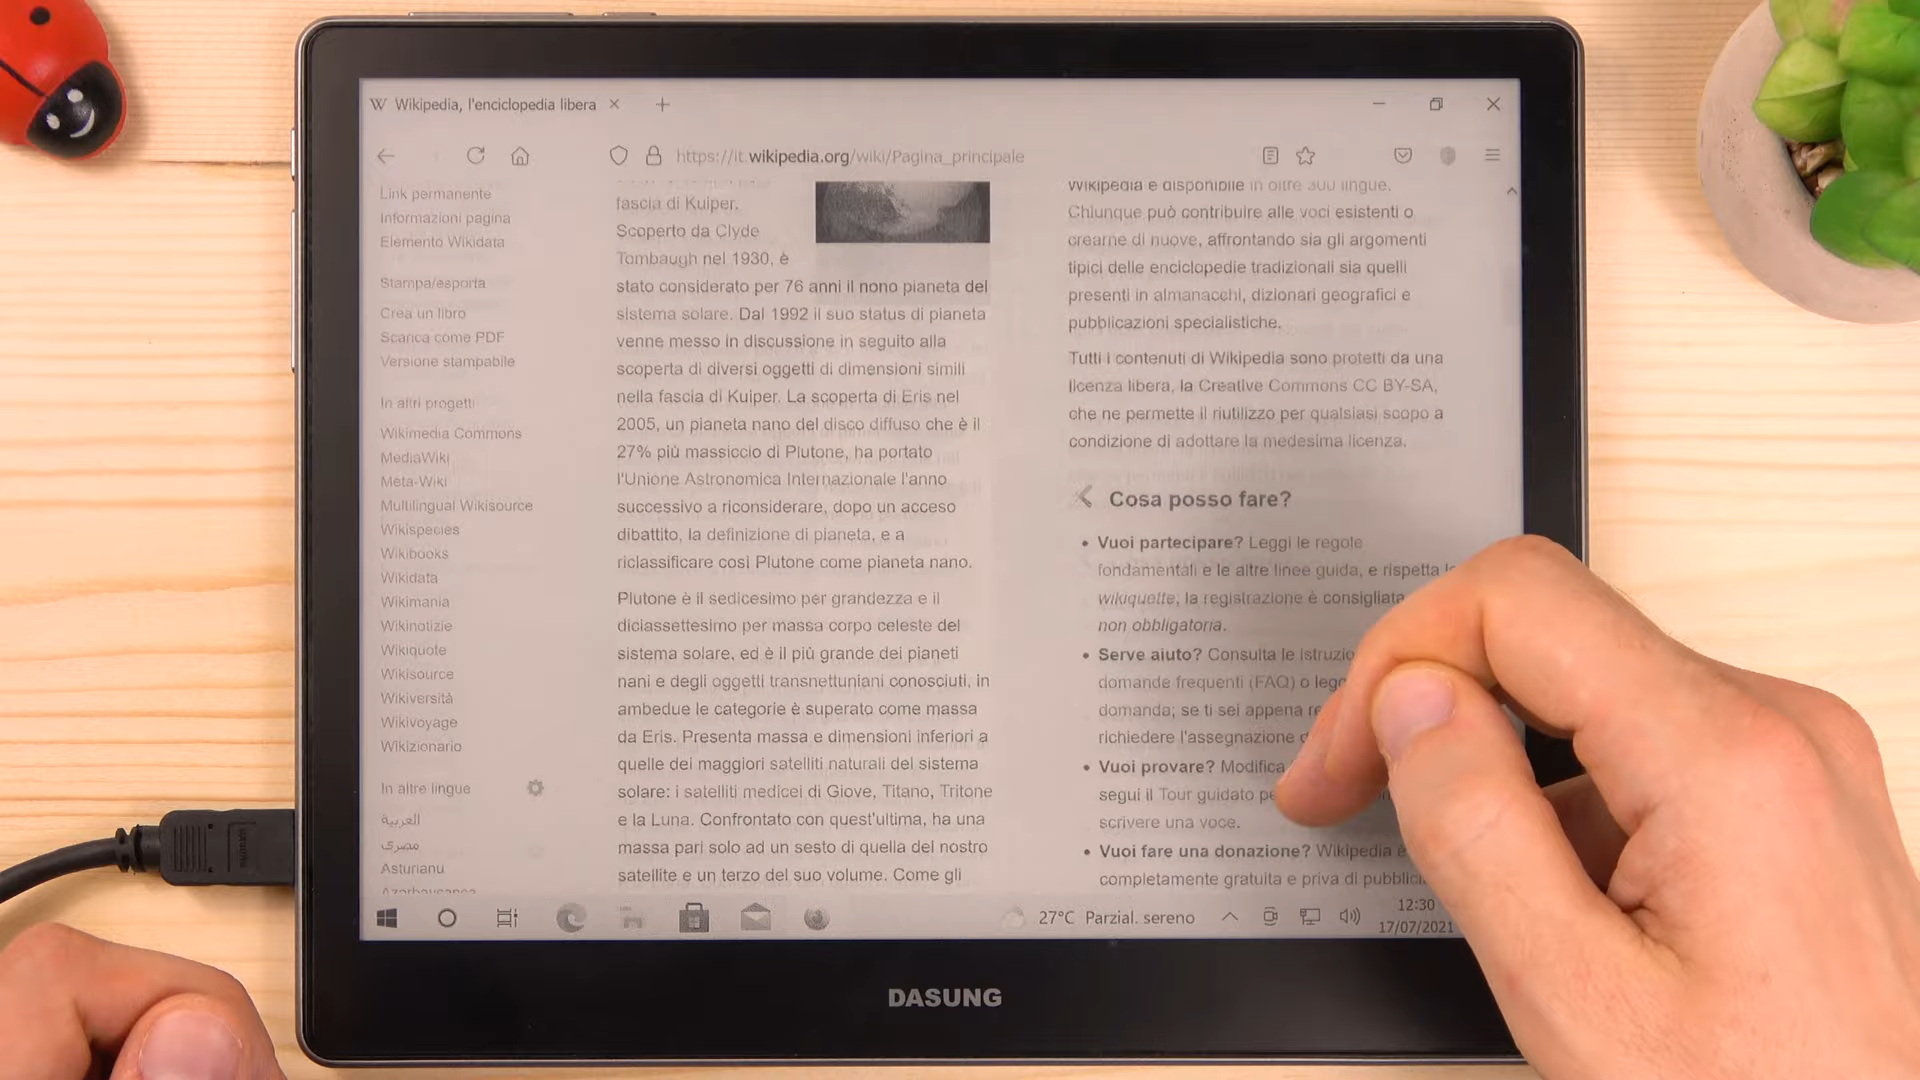 Wikipedia, l'enciclopedia libera
https://it.wikipedia.org/wiki/Pagina_principale
Link permanente
Informazioni pagina
Elemento Wikidata
Stampa/esporta
Crea un libro
Scarica come PDF
Versione stampabile
In altri progetti
Wikimedia Commons
MediaWiki
Meta-Wiki
Multilingual Wikisource
Wikispecies
Wikibooks
Wikidata
Wikimania
Wikinotizie
Wikiquote
Wikisource
Wikiversità
Wikivoyage
Wikizionario
In altre lingue
العربية
مصرى
Asturianu
fascia di Kuiper.
Scoperto da Clyde
Tombaugh nel 1930, è
stato considerato per 76 anni il nono pianeta del
sistema solare. Dal 1992 il suo status di pianeta
venne messo in discussione in seguito alla
scoperta di diversi oggetti di dimensioni simili
nella fascia di Kuiper. La scoperta di Eris nel
2005, un pianeta nano del disco diffuso che è il
27% più massiccio di Plutone, ha portato
l'Unione Astronomica Internazionale l'anno
successivo a riconsiderare, dopo un acceso
dibattito, la definizione di pianeta, e a
riclassificare così Plutone come pianeta nano.
Plutone è il sedicesimo per grandezza e il
diciassettesimo per massa corpo celeste del
sistema solare, ed è il più grande dei pianeti
nani e degli oggetti transnettuniani conosciuti, in
ambedue le categorie è superato come massa
da Eris. Presenta massa e dimensioni inferiori a
quelle dei maggiori satelliti naturali del sistema
solare: i satelliti medicei di Giove, Titano, Tritone
e la Luna. Confrontato con quest'ultima, ha una
massa pari solo ad un sesto di quella del nostro
satellite e un terzo del suo volume. Come gli
Wikipedia è disponibile in oltre 300 lingue.
Chiunque può contribuire alle voci esistenti o
crearne di nuove, affrontando sia gli argomenti
tipici delle enciclopedie tradizionali sia quelli
presenti in almanacchi, dizionari geografici e
pubblicazioni specialistiche.
Tutti i contenuti di Wikipedia sono protetti da una
licenza libera, la Creative Commons CC BY-SA,
che ne permette il riutilizzo per qualsiasi scopo a
condizione di adottare la medesima licenza.
Cosa posso fare?
• Vuoi partecipare? Leggi le regole
fondamentali e le altre linee guida, e rispetta
wikiquette; la registrazione è consigliata
non obbligatoria.
• Serve aiuto? Consulta le
domande frequenti (FAQ) o
domanda; se ti sei appena
richiedere l'assegnazione
• Vuoi provare? Modifica
segui il Tour guidato
scrivere una voce.
• Vuoi fare una donazione? Wikipedia è
completamente gratuita e priva di
27°C Parzial. sereno
12:30
17/07/2021
DASUNG